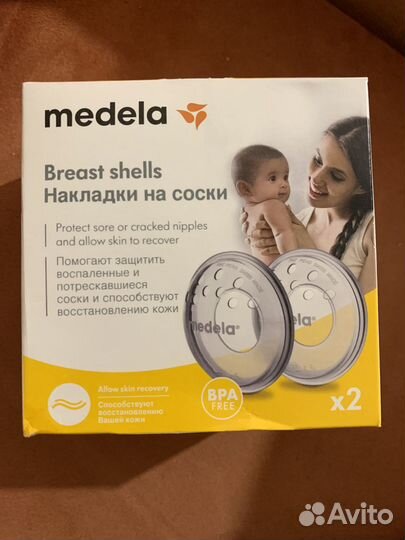 medela
Breast shells
Накладки на соски
Protect sore or cracked nipples
and allow skin to recover
Помогают защитить
воспаленные и
потрескавшиеся
соски и способствуют
восстановлению кожи
medela
Allow skin recovery
Способствуют
восстановлению
Вашей кожи
BPA
FREE
x2
Avito